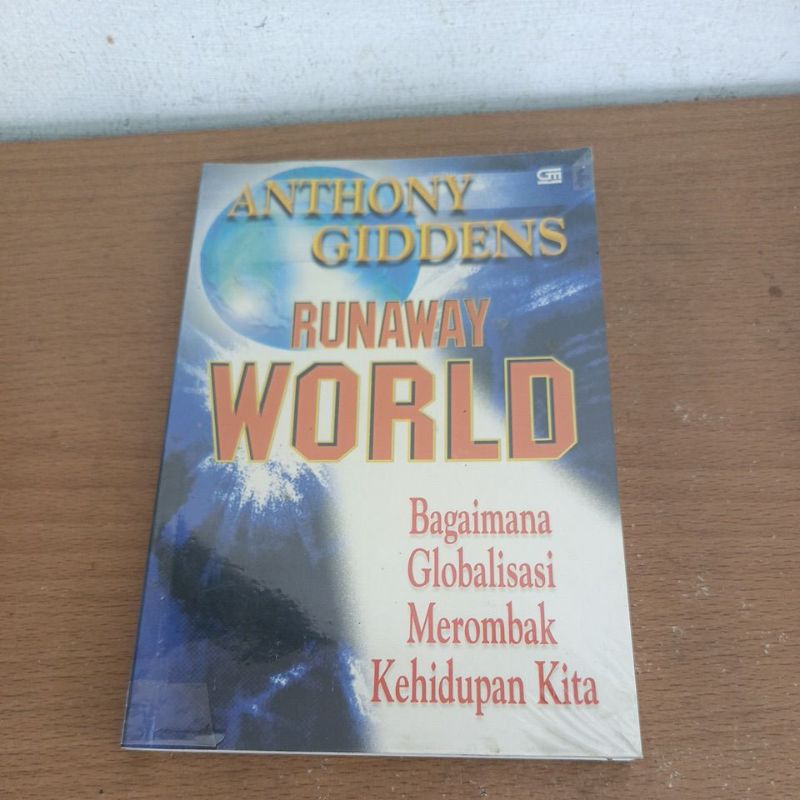 ANTHONY
GIDDENS
RUNAWAY
WORLD
Bagaimana
Globalisasi
Merombak
Kehidupan Kita